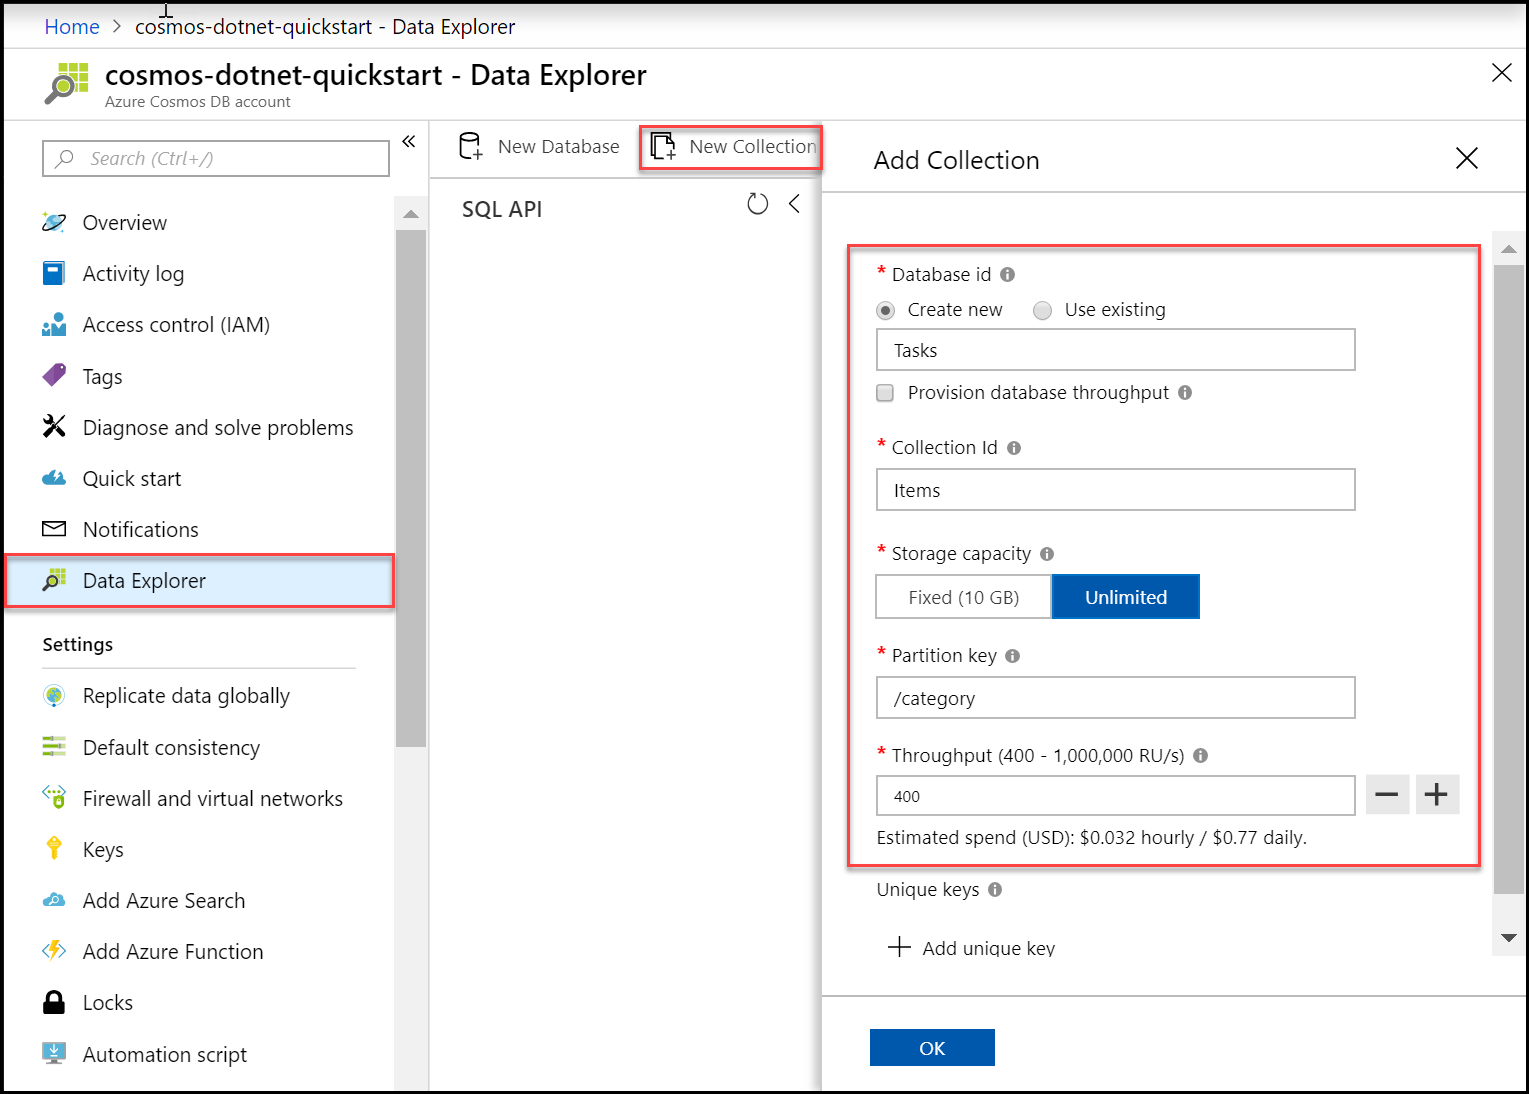 Home > cosmos-dotnet-quickstart - Data Explorer
cosmos-dotnet-quickstart - Data Explorer
Azure Cosmos DB account
Search (Ctrl+/)
Overview
Activity log
Access control (IAM)
Tags
Diagnose and solve problems
Quick start
Notifications
Data Explorer
Settings
Replicate data globally
Default consistency
Firewall and virtual networks
Keys
Add Azure Search
Add Azure Function
Locks
Automation script
New Database
New Collection
SQL API
Add Collection
* Database id
Create new
Use existing
Tasks
Provision database throughput
* Collection Id
Items
* Storage capacity
Fixed (10 GB)
Unlimited
* Partition key
/category
* Throughput (400 - 1,000,000 RU/s)
400
Estimated spend (USD): $0.032 hourly / $0.77 daily.
Unique keys
Add unique key
OK